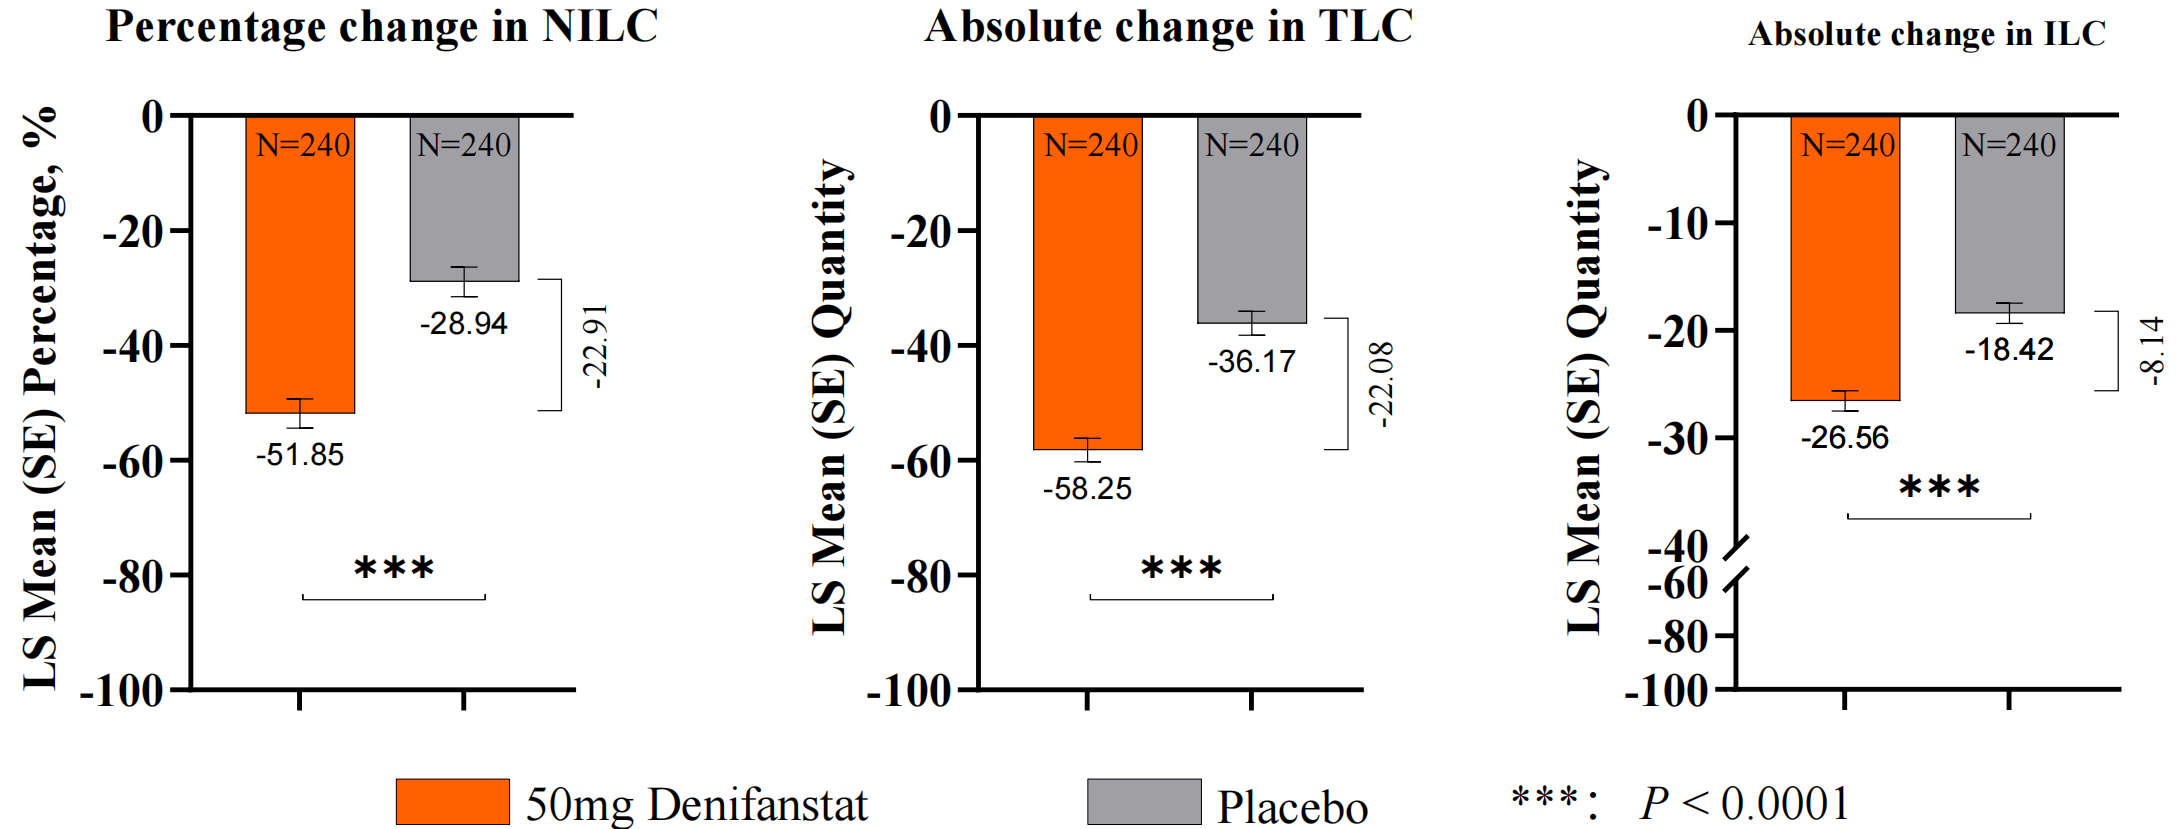 Percentage change in NILC
LS Mean (SE) Percentage, %
0
-20
-40
-60
-80
-100
N=240
N=240
-51.85
-28.94
-22.91
***
Absolute change in TLC
LS Mean (SE) Quantity
0
-20
-40
-60
-80
-100
N=240
N=240
-58.25
-36.17
-22.08
***
Absolute change in ILC
LS Mean (SE) Quantity
0
-10
-20
-30
-40
-60
-80
-100
N=240
N=240
-26.56
-18.42
-8.14
***
50mg Denifanstat
Placebo
***: P < 0.0001